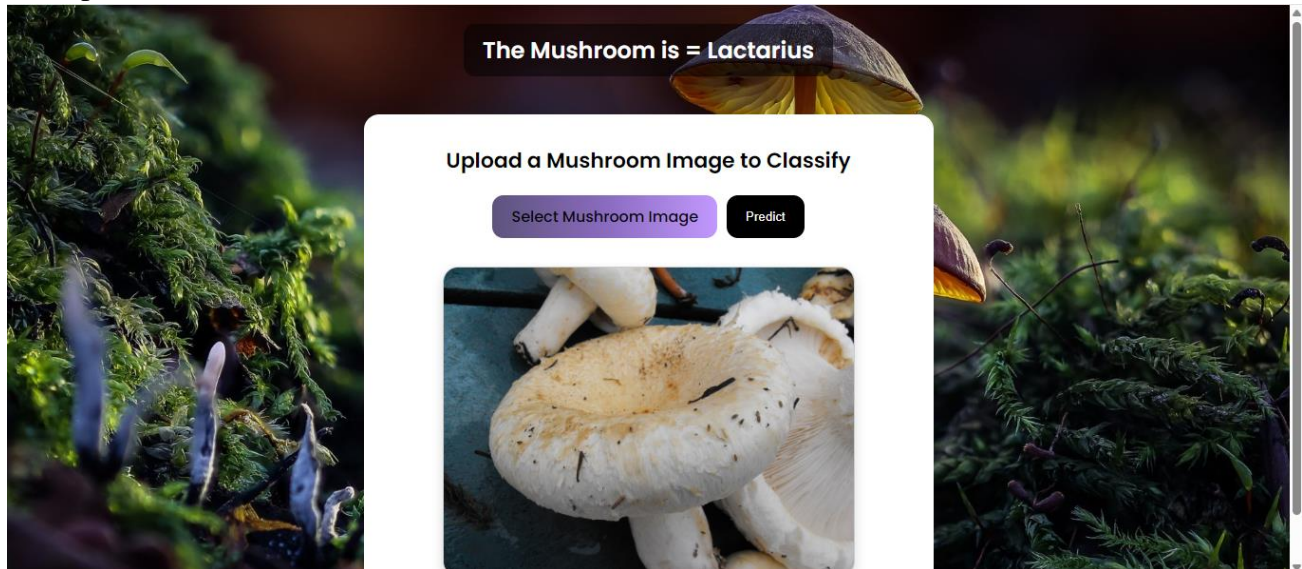 The Mushroom is = Lactarius
Upload a Mushroom Image to Classify
Select Mushroom Image
Predict